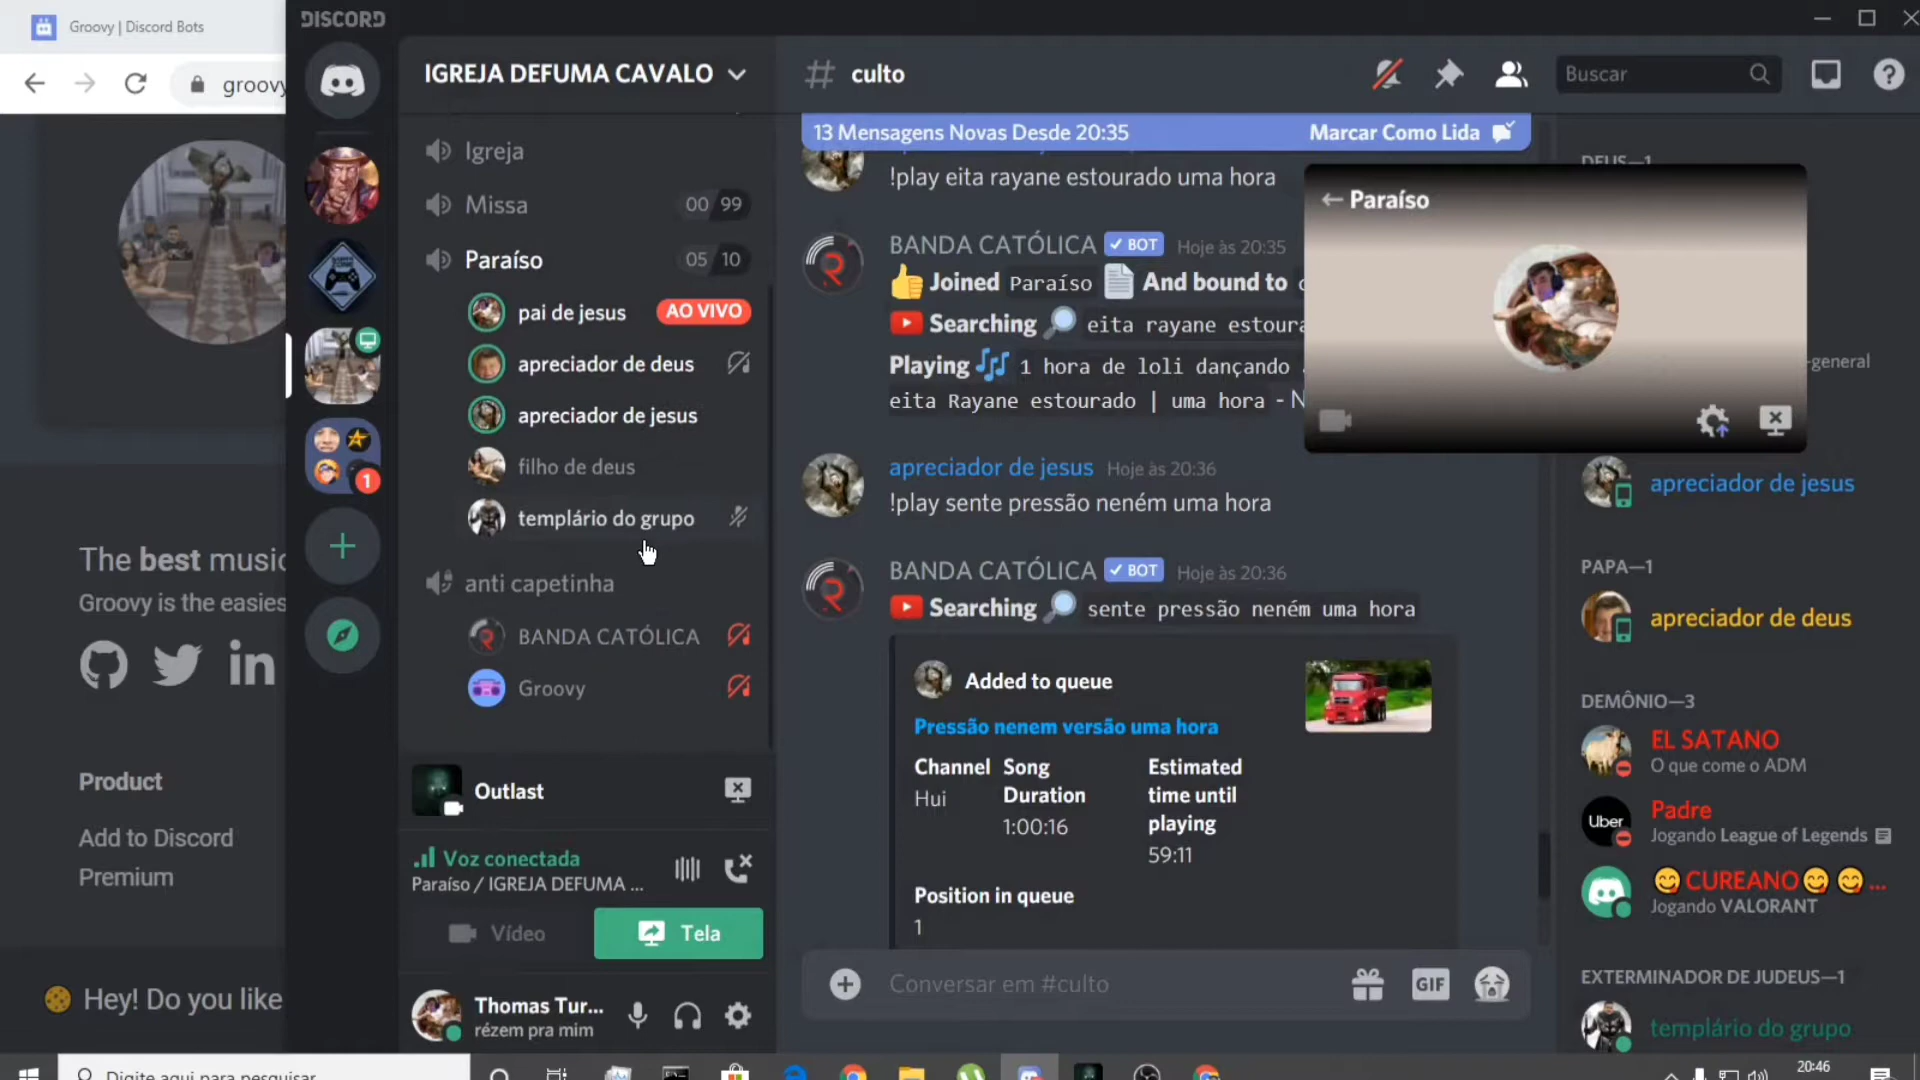 Groovy | Discord Bots
groovy
The best music
Groovy is the easies
Product
Add to Discord
Premium
Hey! Do you like
DISCORD
IGREJA DEFUMA CAVALO
Igreja
Missa 00 99
Paraíso 05 10
pai de jesus AO VIVO
apreciador de deus
apreciador de jesus
filho de deus
templário do grupo
anti capetinha
BANDA CATÓLICA
Groovy
1
Outlast
Voz conectada
Paraíso / IGREJA DEFUMA ...
Vídeo
Tela
Thomas Tur...
rézem pra mim
# culto
Buscar
13 Mensagens Novas Desde 20:35 Marcar Como Lida
!play eita rayane estourado uma hora
BANDA CATÓLICA BOT Hoje às 20:35
Joined Paraíso And bound to c
Searching eita rayane estoura
Playing 1 hora de loli dançando
eita Rayane estourado | uma hora - N
apreciador de jesus Hoje às 20:36
!play sente pressão neném uma hora
BANDA CATÓLICA BOT Hoje às 20:36
Searching sente pressão neném uma hora
Added to queue
Pressão nenem versão uma hora
Channel
Hui
Song
Duration
1:00:16
Estimated
time until
playing
59:11
Position in queue
1
Conversar em #culto
GIF
Paraíso
DEUS—1
-general
apreciador de jesus
PAPA—1
apreciador de deus
DEMÔNIO—3
EL SATANO
O que come o ADM
Uber
Padre
Jogando League of Legends
CUREANO ...
Jogando VALORANT
EXTERMINADOR DE JUDEUS—1
templário do grupo
Digite aqui para pesquisar
20:46